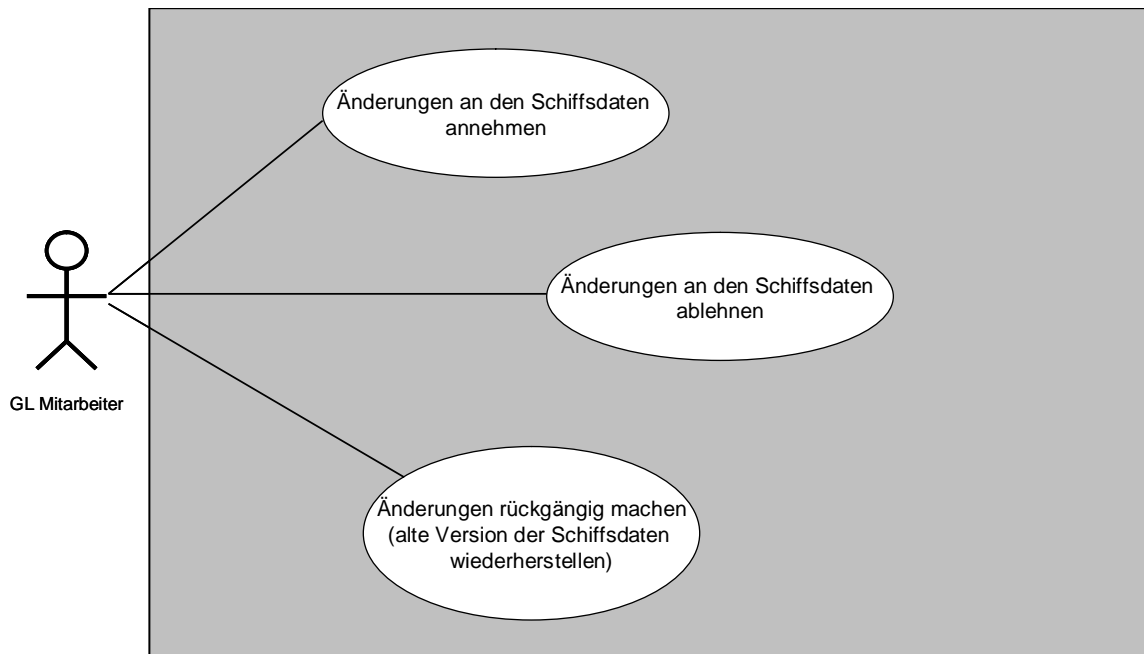 Änderungen an den Schiffsdaten
annehmen
Änderungen an den Schiffsdaten
ablehnen
GL Mitarbeiter
Änderungen rückgängig machen
(alte Version der Schiffsdaten
wiederherstellen)